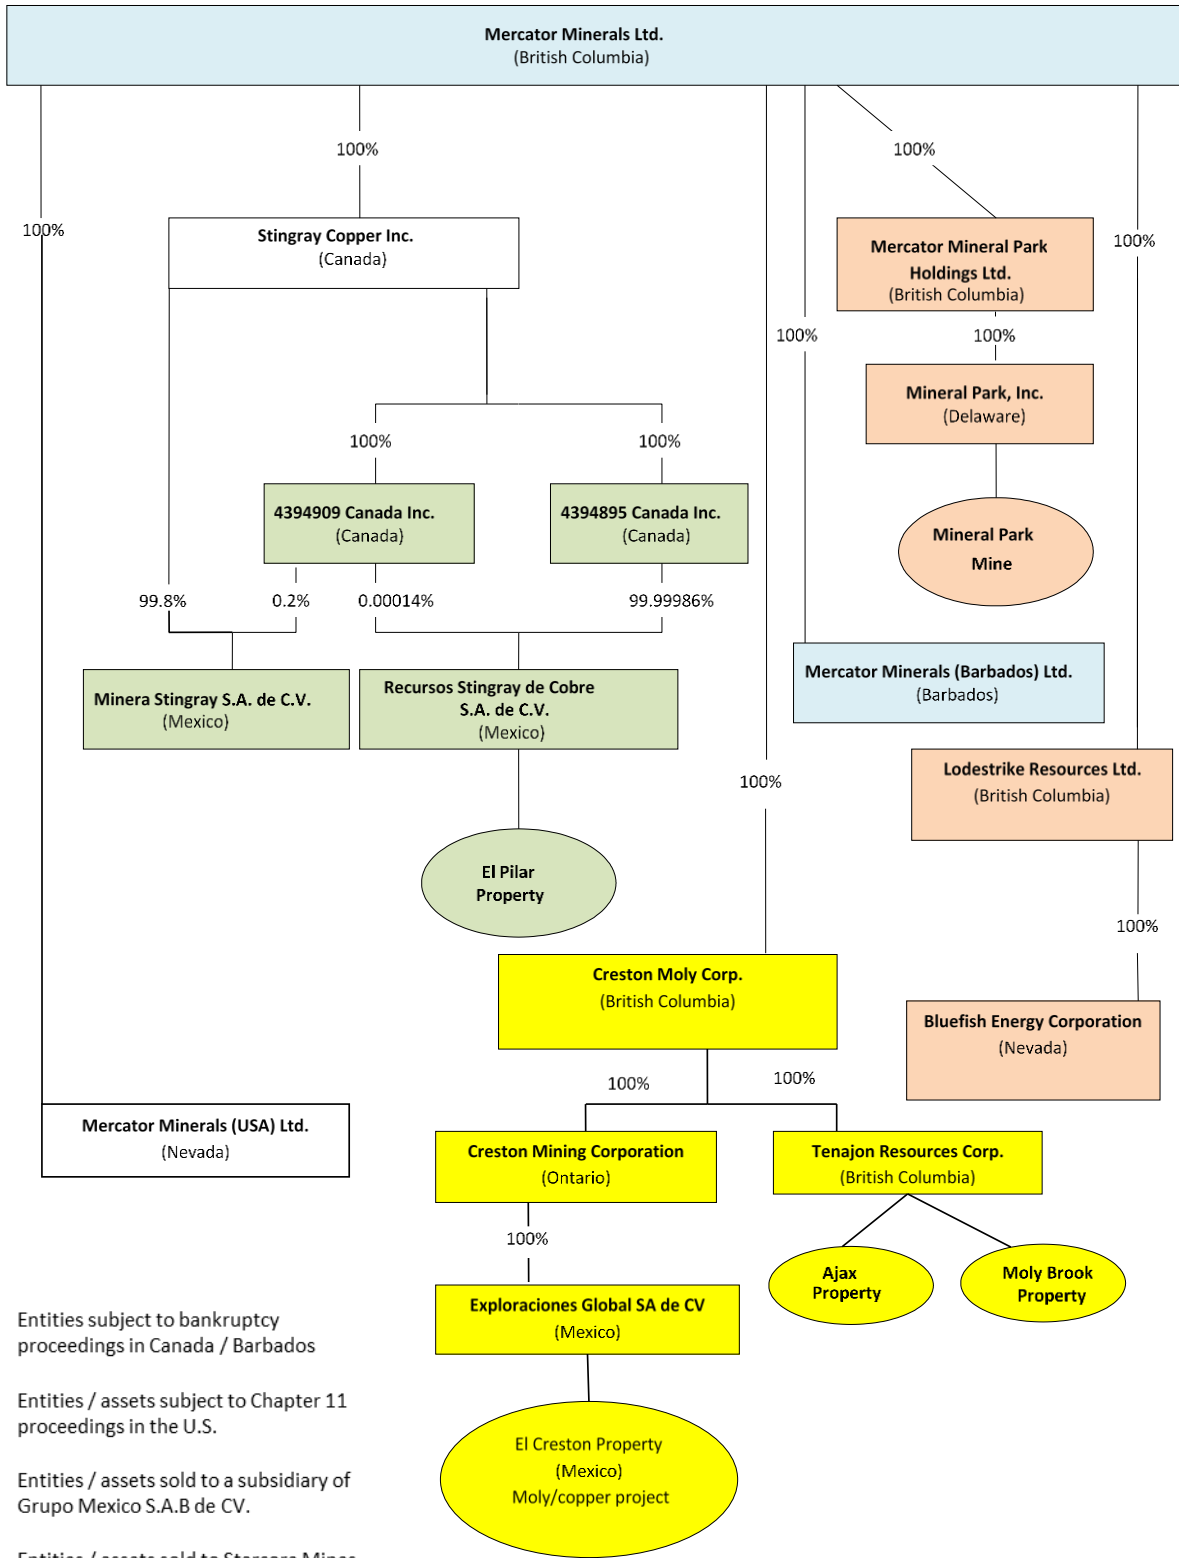 Mercator Minerals Ltd.
(British Columbia)
100%
100%
100%
Stingray Copper Inc.
(Canada)
Mercator Mineral Park
Holdings Ltd.
(British Columbia)
100%
100%
100%
Mineral Park, Inc.
(Delaware)
100%
100%
4394909 Canada Inc.
(Canada)
4394895 Canada Inc.
(Canada)
Mineral Park
Mine
99.8%
0.2%
0.00014%
99.99986%
Mercator Minerals (Barbados) Ltd.
(Barbados)
Minera Stingray S.A. de C.V.
(Mexico)
Recursos Stingray de Cobre
S.A. de C.V.
(Mexico)
Lodestrike Resources Ltd.
(British Columbia)
100%
El Pilar
Property
100%
Creston Moly Corp.
(British Columbia)
Bluefish Energy Corporation
(Nevada)
100%
100%
Mercator Minerals (USA) Ltd.
(Nevada)
Creston Mining Corporation
(Ontario)
Tenajon Resources Corp.
(British Columbia)
100%
Ajax
Property
Moly Brook
Property
Exploraciones Global SA de CV
(Mexico)
El Creston Property
(Mexico)
Moly/copper project
Entities subject to bankruptcy
proceedings in Canada / Barbados
Entities / assets subject to Chapter 11
proceedings in the U.S.
Entities / assets sold to a subsidiary of
Grupo Mexico S.A.B de CV.
Entities / assets sold to Starcore Mines